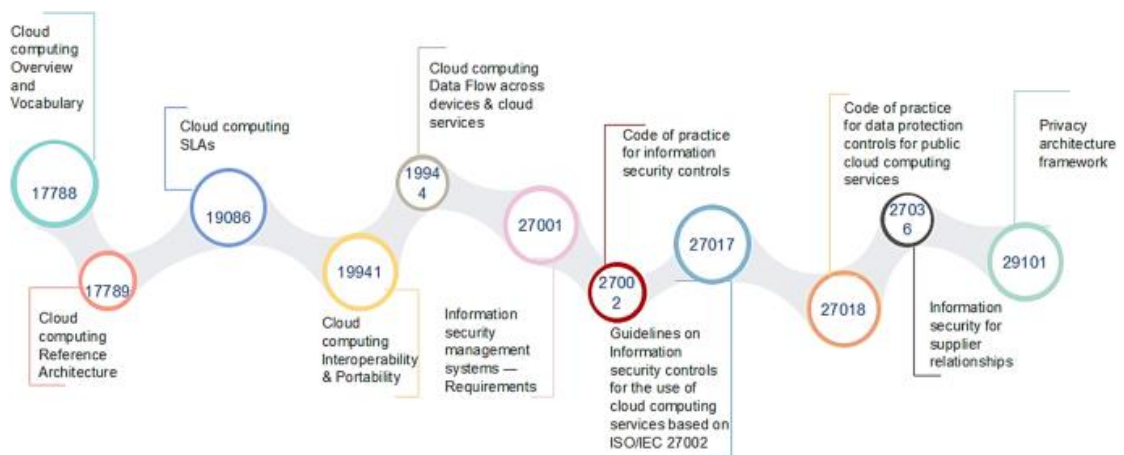 Cloud
computing
Overview
and
Vocabulary
17788
17789
Cloud
computing
Reference
Architecture
Cloud computing
SLAs
19086
19941
Cloud
computing
Interoperability
& Portability
Cloud computing
Data Flow across
devices & cloud
services
1994
4
27001
Information
security
management
systems —
Requirements
Code of practice
for information
security controls
2700
2
27017
Guidelines on
Information
security controls
for the use of
cloud computing
services based on
ISO/IEC 27002
Code of practice
for data protection
controls for public
cloud computing
services
27018
2703
6
Information
security for
supplier
relationships
Privacy
architecture
framework
29101